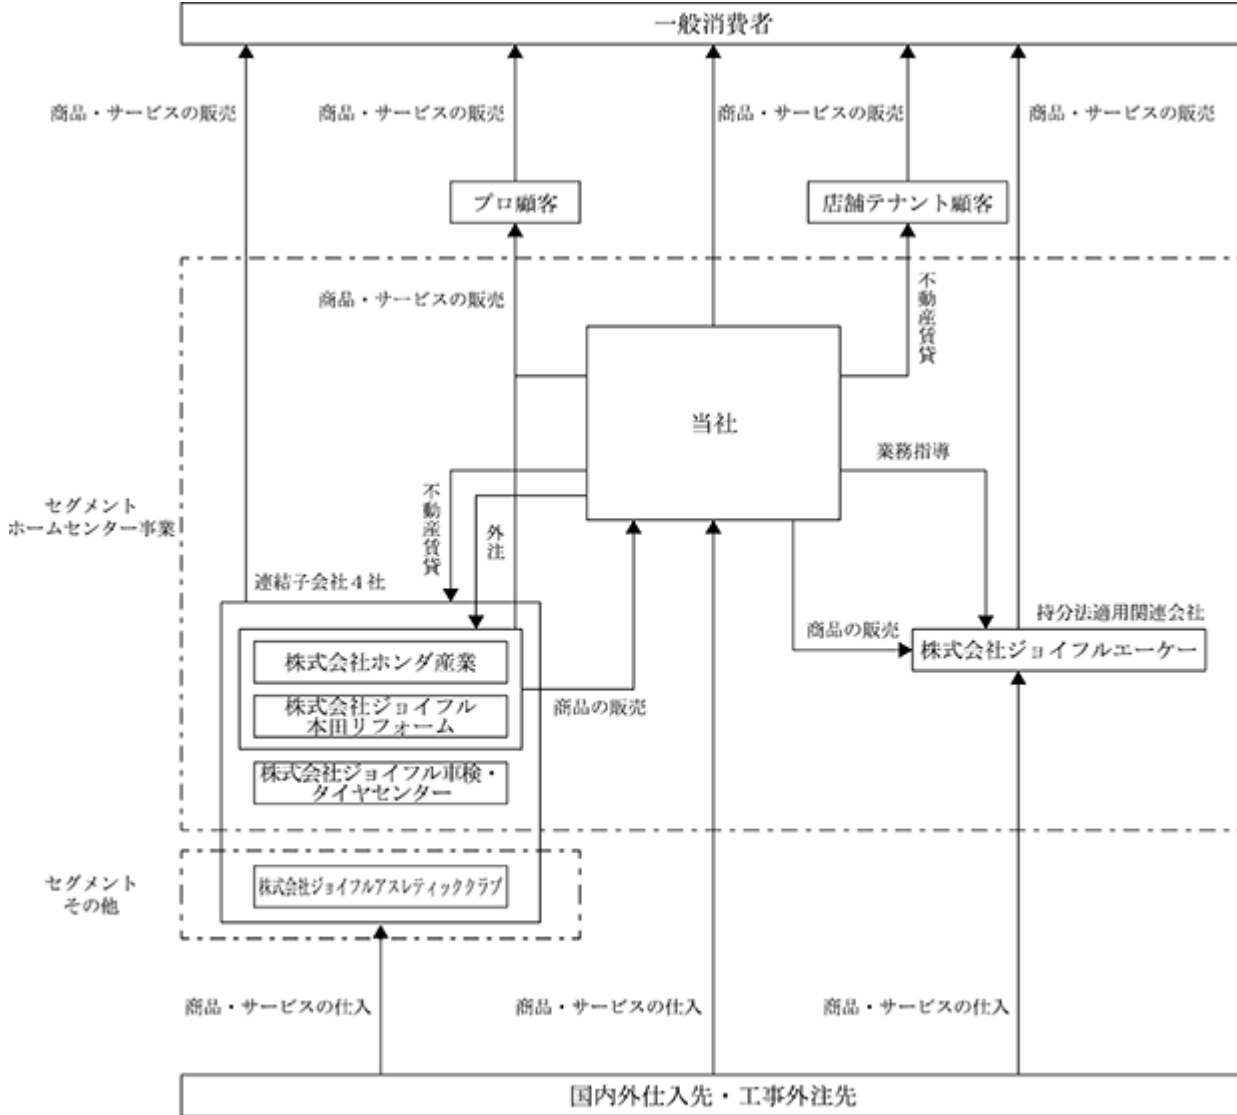 一般消費者
商品・サービスの販売
商品・サービスの販売
商品・サービスの販売
商品・サービスの販売
プロ顧客
店舗テナント顧客
商品・サービスの販売
不動産賃貸
当社
業務指導
不動産賃貸
外注
セグメント
ホームセンター事業
連結子会社4社
持分法適用関連会社
商品の販売
株式会社ジョイフルエーケー
株式会社ホンダ産業
株式会社ジョイフル
本田リフォーム
商品の販売
株式会社ジョイフル車検・
タイヤセンター
セグメント
その他
株式会社ジョイフルアスレティッククラブ
商品・サービスの仕入
商品・サービスの仕入
商品・サービスの仕入
国内外仕入先・工事外注先